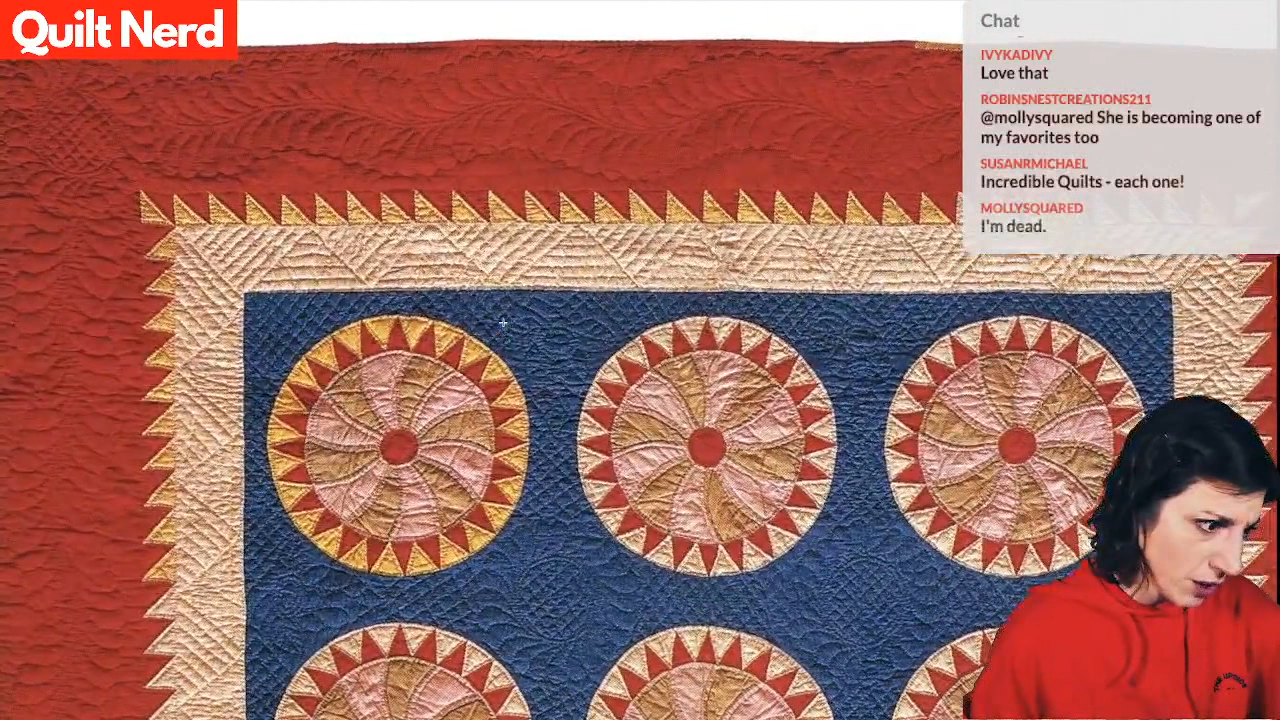 Quilt Nerd
Chat
IVYKADIVY
Love that
ROBINSNESTCREATIONS211
@mollysquared She is becoming one of
my favorites too
SUSANRMICHAEL
Incredible Quilts - each one!
MOLLYSQUARED
I'm dead.